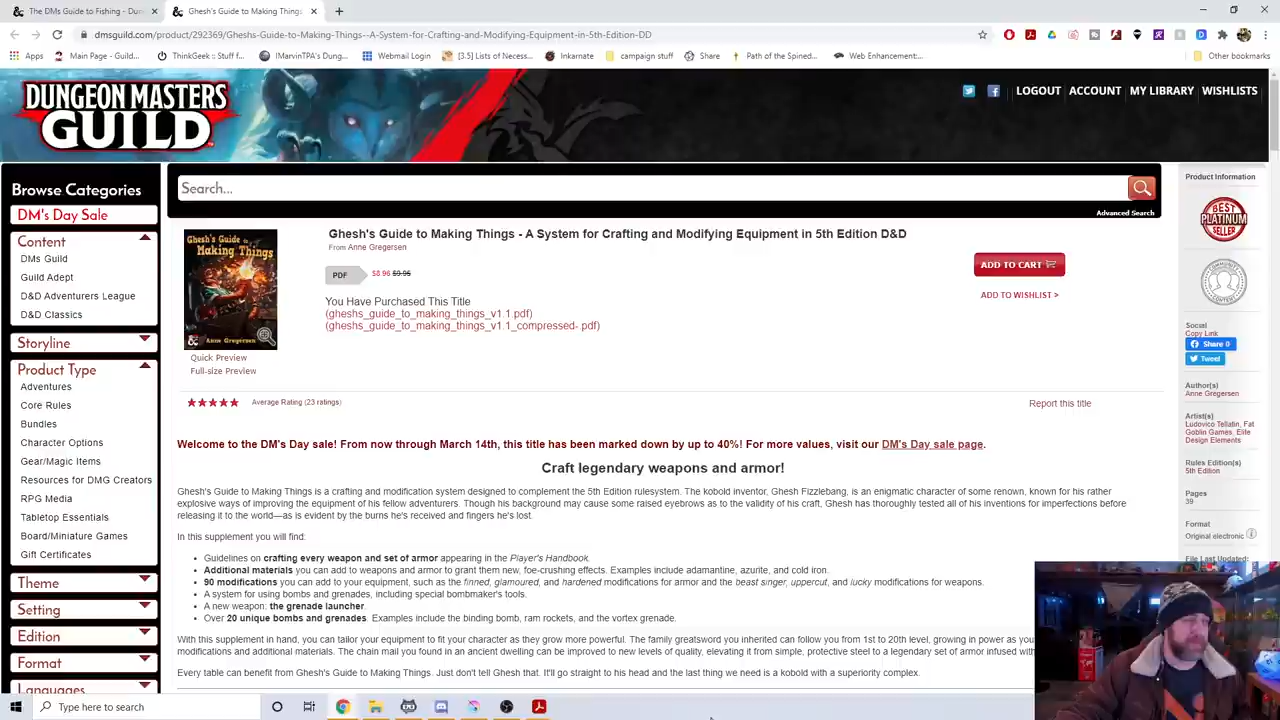 The DMs Guide to Fishing - Dun
Ghesh's Guide to Making Things
dmsguild.com/product/292369/Gheshs-Guide-to-Making-Things--A-System-for-Crafting-and-Modifying-Equipment-in-5th-Edition-DD
Apps
Main Page - Guild...
ThinkGeek :: Stuff f...
IMarvinTPA's Dung...
Webmail Login
[3.5] Lists of Necess...
Inkarnate
campaign stuff
Share
Path of the Spined...
Web Enhancement:...
Other bookmarks
DUNGEON MASTERS
GUILD
LOGOUT
ACCOUNT
MY LIBRARY
WISHLISTS
Browse Categories
DM's Day Sale
Content
DMs Guild
Guild Adept
D&D Adventurers League
D&D Classics
Storyline
Product Type
Adventures
Core Rules
Bundles
Character Options
Gear/Magic Items
Resources for DMG Creators
RPG Media
Tabletop Essentials
Board/Miniature Games
Gift Certificates
Theme
Setting
Edition
Format
Languages
Search...
Advanced Search
Ghesh's Guide to
Making Things
Anne Gregersen
Quick Preview
Full-size Preview
Ghesh's Guide to Making Things - A System for Crafting and Modifying Equipment in 5th Edition D&D
From Anne Gregersen
PDF
$8.96 $9.95
You Have Purchased This Title
(gheshs_guide_to_making_things_v1.1.pdf)
(gheshs_guide_to_making_things_v1.1_compressed-.pdf)
ADD TO CART
ADD TO WISHLIST >
Average Rating (23 ratings)
Report this title
Welcome to the DM's Day sale! From now through March 14th, this title has been marked down by up to 40%! For more values, visit our DM's Day sale page.
Craft legendary weapons and armor!
Ghesh's Guide to Making Things is a crafting and modification system designed to complement the 5th Edition rulesystem. The kobold inventor, Ghesh Fizzlebang, is an enigmatic character of some renown, known for his rather
explosive ways of improving the equipment of his fellow adventurers. Though his background may cause some raised eyebrows as to the validity of his craft, Ghesh has thoroughly tested all of his inventions for imperfections before
releasing it to the world—as is evident by the burns he's received and fingers he's lost.
In this supplement you will find:
• Guidelines on crafting every weapon and set of armor appearing in the Player's Handbook.
• Additional materials you can add to weapons and armor to grant them new, foe-crushing effects. Examples include adamantine, azurite, and cold iron.
• 90 modifications you can add to your equipment, such as the finned, glamoured, and hardened modifications for armor and the beast singer, uppercut, and lucky modifications for weapons.
• A system for using bombs and grenades, including special bombmaker's tools.
• A new weapon: the grenade launcher.
• Over 20 unique bombs and grenades. Examples include the binding bomb, ram rockets, and the vortex grenade.
With this supplement in hand, you can tailor your equipment to fit your character as they grow more powerful. The family greatsword you inherited can follow you from 1st to 20th level, growing in power as you
modifications and additional materials. The chain mail you found in an ancient dwelling can be improved to new levels of quality, elevating it from simple, protective steel to a legendary set of armor infused with
Every table can benefit from Ghesh's Guide to Making Things. Just don't tell Ghesh that. It'll go straight to his head and the last thing we need is a kobold with a superiority complex.
Product Information
BEST
PLATINUM
SELLER
COMMUNITY
CONTENT
Social
Copy Link
Share 0
Tweet
Author(s)
Anne Gregersen
Artist(s)
Ludovico Tellatin, Fat
Goblin Games, Elite
Design Elements
Rules Edition(s)
5th Edition
Pages
39
Format
Original electronic
File Last Updated:
Type here to search